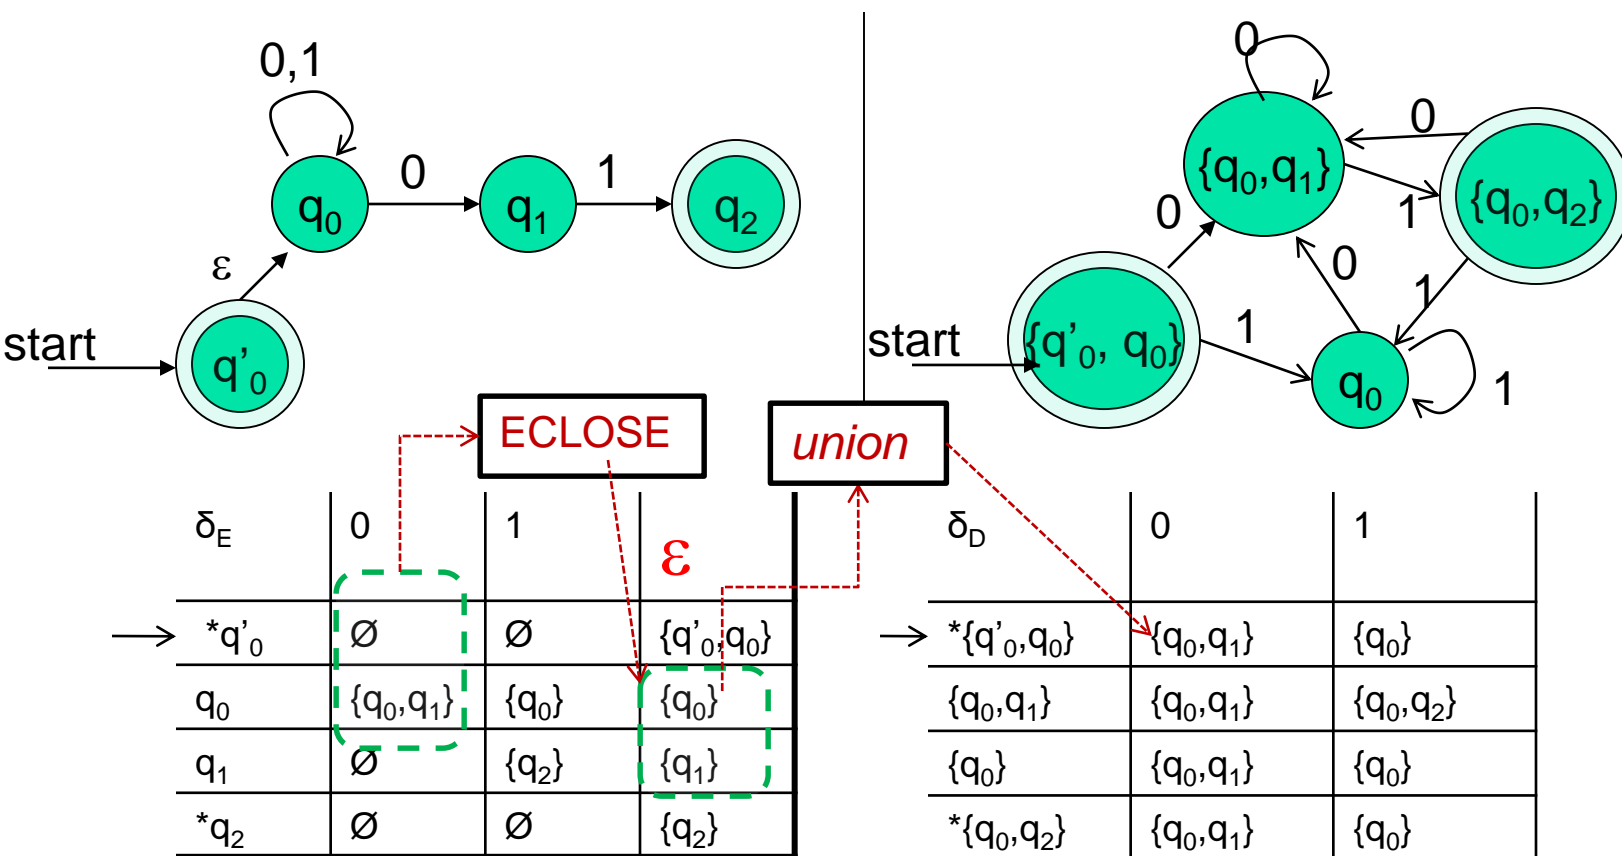 0,1
0
1
q₀
q₁
q₂
ε
start
q’₀
0
0
{q₀,q₁}
{q₀,q₂}
1
0
0
1
1
start
{q’₀, q₀}
q₀
1
ECLOSE
union
δE 0 1 ε
*q’₀ Ø Ø {q’₀,q₀}
q₀ {q₀,q₁} {q₀} {q₀}
q₁ Ø {q₂} {q₁}
*q₂ Ø Ø {q₂}
δD 0 1
*{q’₀,q₀} {q₀,q₁} {q₀}
{q₀,q₁} {q₀,q₁} {q₀,q₂}
{q₀} {q₀,q₁} {q₀}
*{q₀,q₂} {q₀,q₁} {q₀}